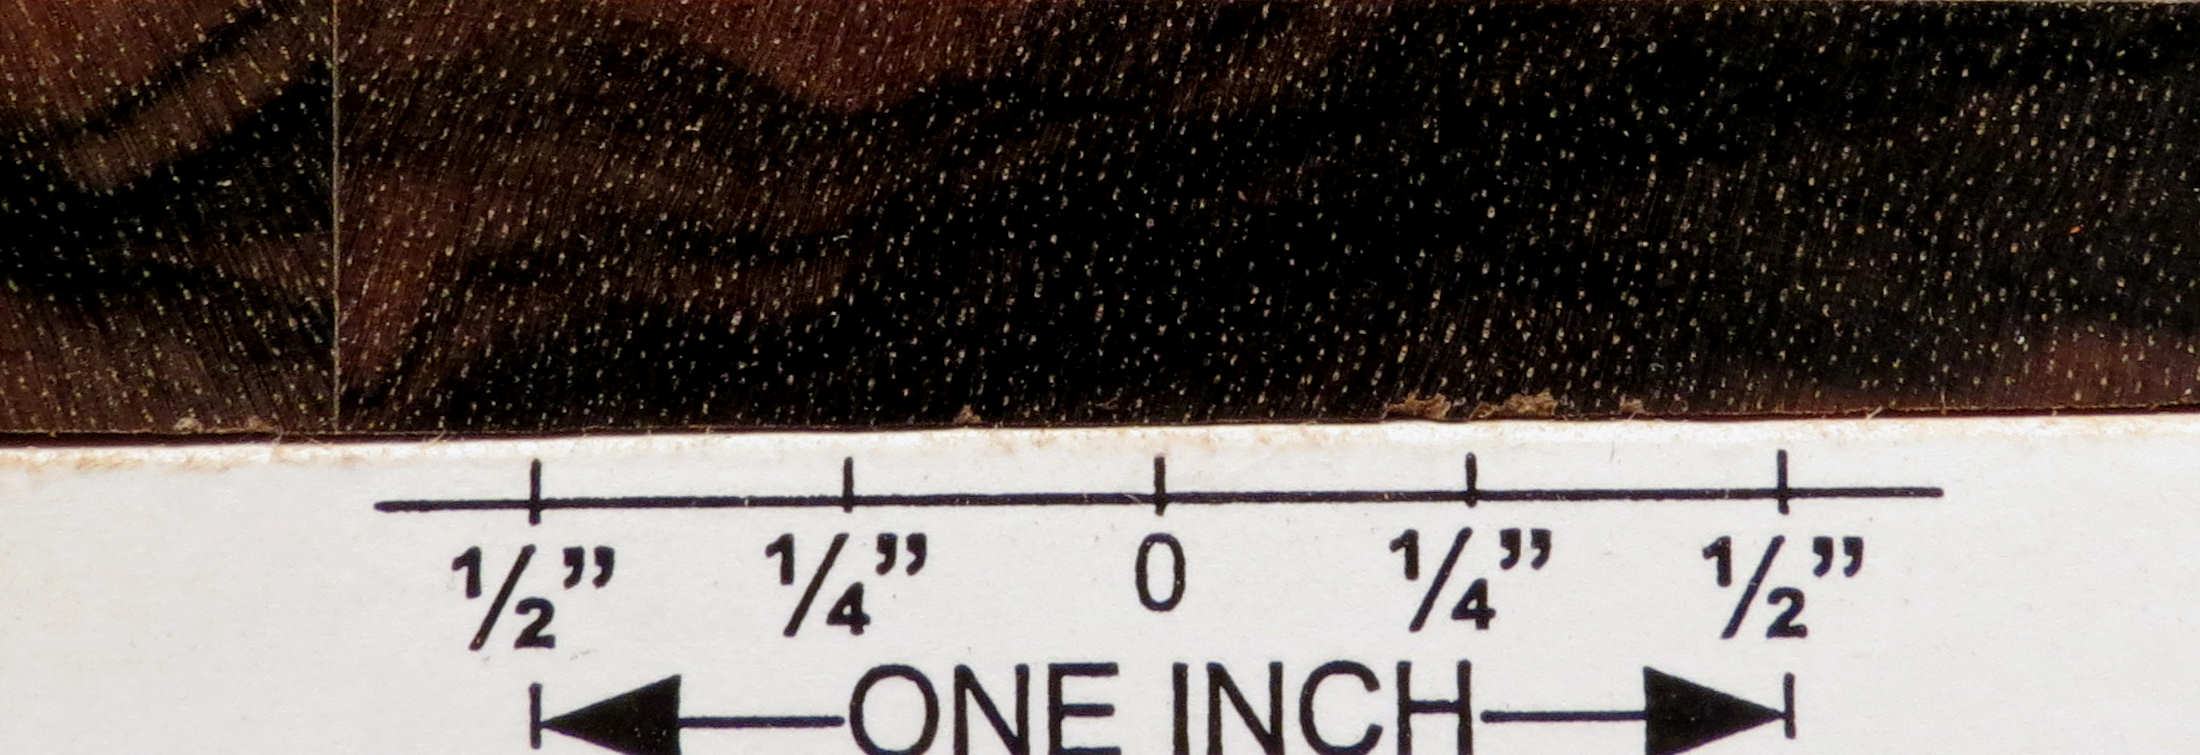 1/2” 1/4” 0 1/4” 1/2”
ONE INCH